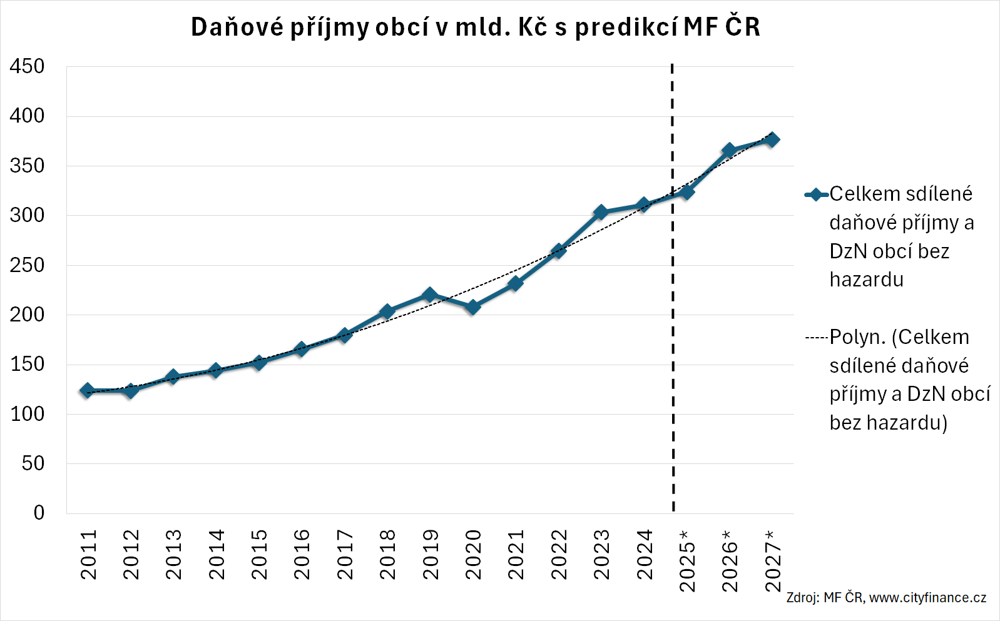 Daňové příjmy obcí v mld. Kč s predikcí MF ČR
450
400
350
300
250
200
150
100
50
0
2011
2012
2013
2014
2015
2016
2017
2018
2019
2020
2021
2022
2023
2024
2025*
2026*
2027*
Celkem sdílené
daňové příjmy a
DzN obcí bez
hazardu
Polyn. (Celkem
sdílené daňové
příjmy a DzN obcí
bez hazardu)
Zdroj: MF ČR, www.cityfinance.cz